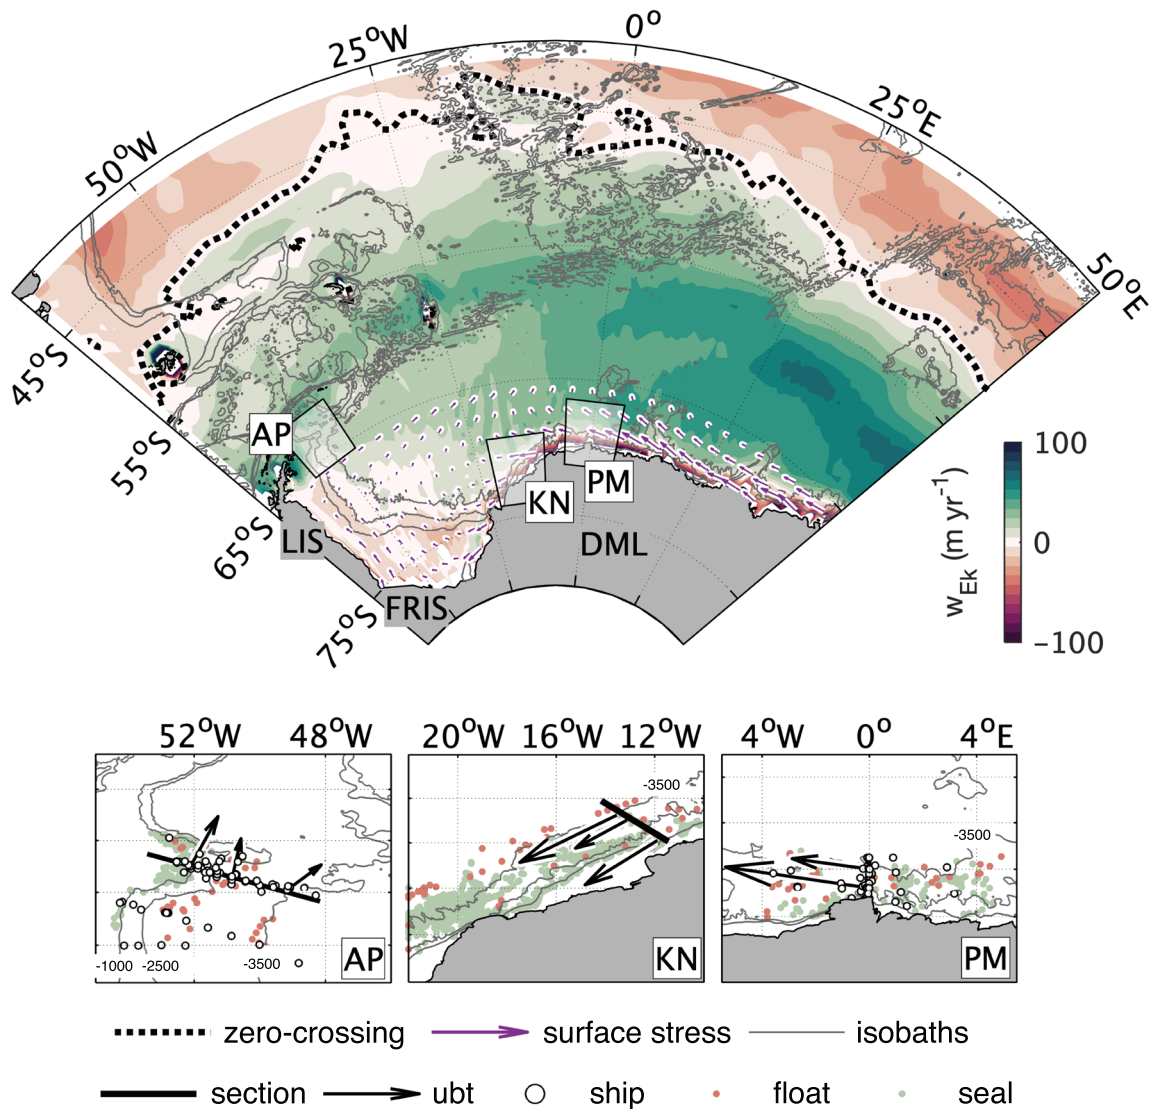 0°
25°W
25°E
50°W
50°E
45°S
55°S
65°S
75°S
AP
KN
PM
LIS
DML
FRIS
100
0
−100
w_Ek (m yr⁻¹)
52°W 48°W
20°W 16°W 12°W
4°W 0° 4°E
-3500
-3500
-1000 -2500 -3500
AP
KN
PM
zero-crossing surface stress isobaths
section ubt ship float seal